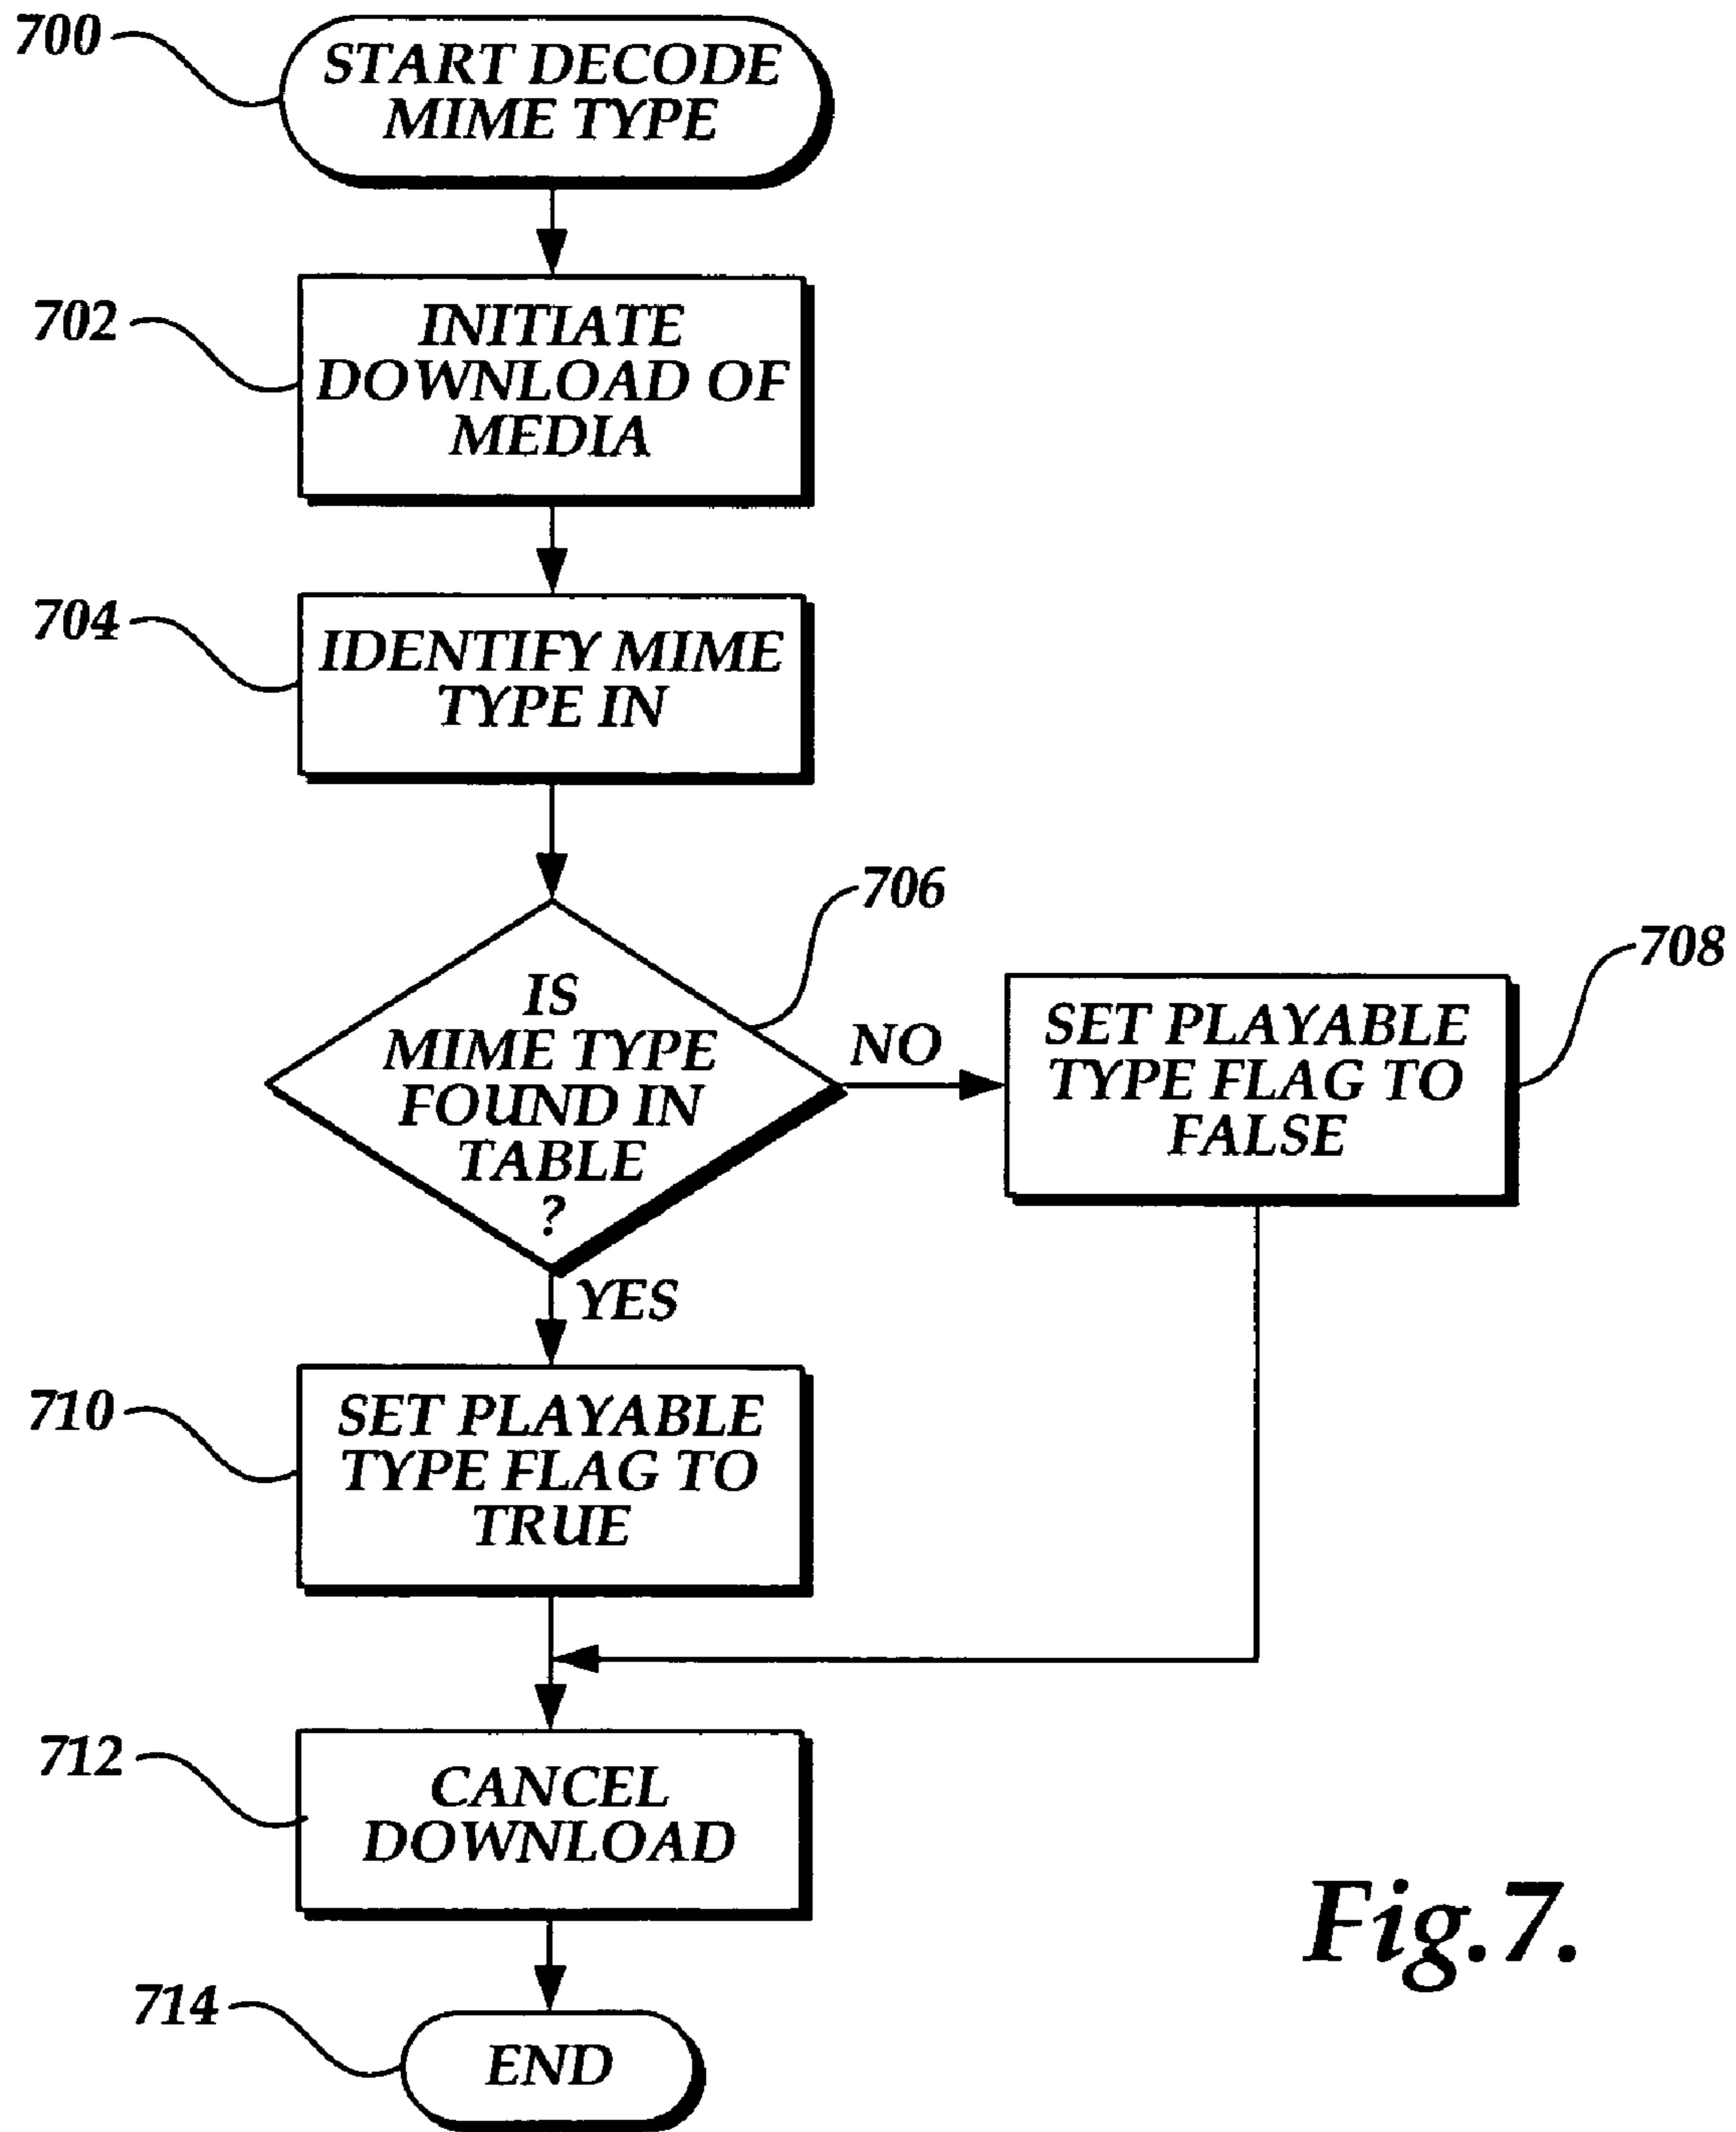 700
START DECODE
MIME TYPE
702
INITIATE
DOWNLOAD OF
MEDIA
704
IDENTIFY MIME
TYPE IN
706
IS
MIME TYPE
FOUND IN
TABLE
?
NO
708
SET PLAYABLE
TYPE FLAG TO
FALSE
YES
710
SET PLAYABLE
TYPE FLAG TO
TRUE
712
CANCEL
DOWNLOAD
714
END
Fig.7.